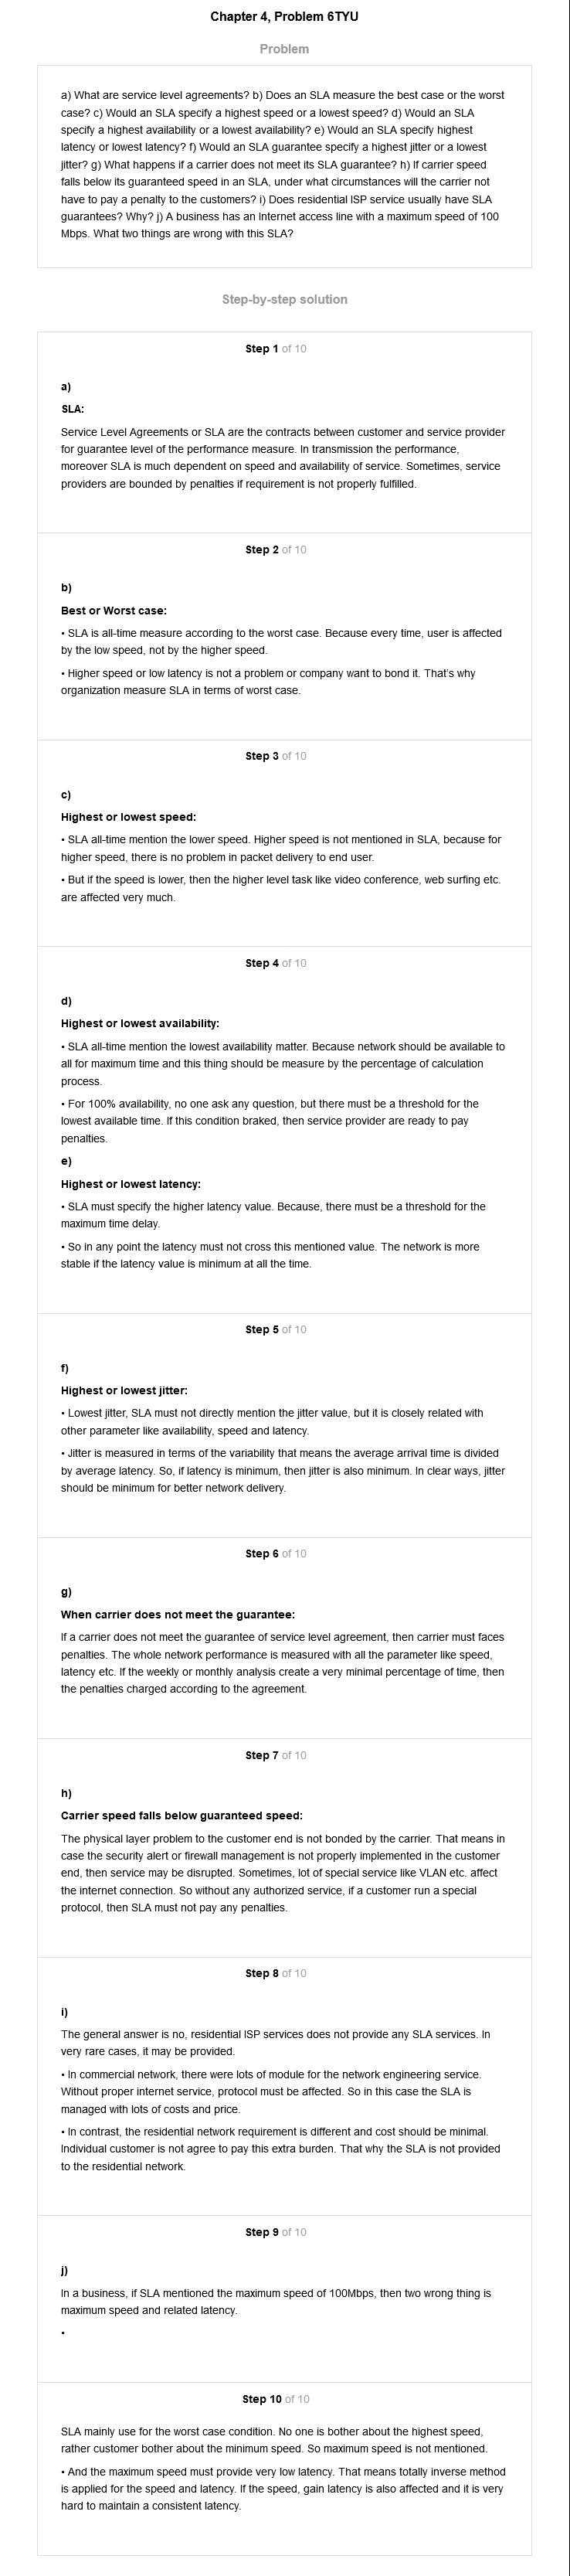 Chapter 4, Problem 6TYU
Problem
a) What are service level agreements? b) Does an SLA measure the best case or the worst
case? c) Would an SLA specify a highest speed or a lowest speed? d) Would an SLA
specify a highest availability or a lowest availability? e) Would an SLA specify highest
latency or lowest latency? f) Would an SLA guarantee specify a highest jitter or a lowest
jitter? g) What happens if a carrier does not meet its SLA guarantee? h) If carrier speed
falls below its guaranteed speed in an SLA, under what circumstances will the carrier not
have to pay a penalty to the customers? i) Does residential ISP service usually have SLA
guarantees? Why? j) A business has an Internet access line with a maximum speed of 100
Mbps. What two things are wrong with this SLA?
Step-by-step solution
Step 1 of 10
a)
SLA:
Service Level Agreements or SLA are the contracts between customer and service provider
for guarantee level of the performance measure. In transmission the performance,
moreover SLA is much dependent on speed and availability of service. Sometimes, service
providers are bounded by penalties if requirement is not properly fulfilled.
Step 2 of 10
b)
Best or Worst case:
• SLA is all-time measure according to the worst case. Because every time, user is affected
by the low speed, not by the higher speed.
• Higher speed or low latency is not a problem or company want to bond it. That's why
organization measure SLA in terms of worst case.
Step 3 of 10
c)
Highest or lowest speed:
• SLA all-time mention the lower speed. Higher speed is not mentioned in SLA, because for
higher speed, there is no problem in packet delivery to end user.
• But if the speed is lower, then the higher level task like video conference, web surfing etc.
are affected very much.
Step 4 of 10
d)
Highest or lowest availability:
• SLA all-time mention the lowest availability matter. Because network should be available to
all for maximum time and this thing should be measure by the percentage of calculation
process.
• For 100% availability, no one ask any question, but there must be a threshold for the
lowest available time. If this condition braked, then service provider are ready to pay
penalties.
e)
Highest or lowest latency:
• SLA must specify the higher latency value. Because, there must be a threshold for the
maximum time delay.
• So in any point the latency must not cross this mentioned value. The network is more
stable if the latency value is minimum at all the time.
Step 5 of 10
f)
Highest or lowest jitter:
• Lowest jitter, SLA must not directly mention the jitter value, but it is closely related with
other parameter like availability, speed and latency.
• Jitter is measured in terms of the variability that means the average arrival time is divided
by average latency. So, if latency is minimum, then jitter is also minimum. In clear ways, jitter
should be minimum for better network delivery.
Step 6 of 10
g)
When carrier does not meet the guarantee:
If a carrier does not meet the guarantee of service level agreement, then carrier must faces
penalties. The whole network performance is measured with all the parameter like speed,
latency etc. If the weekly or monthly analysis create a very minimal percentage of time, then
the penalties charged according to the agreement.
Step 7 of 10
h)
Carrier speed falls below guaranteed speed:
The physical layer problem to the customer end is not bonded by the carrier. That means in
case the security alert or firewall management is not properly implemented in the customer
end, then service may be disrupted. Sometimes, lot of special service like VLAN etc. affect
the internet connection. So without any authorized service, if a customer run a special
protocol, then SLA must not pay any penalties.
Step 8 of 10
i)
The general answer is no, residential ISP services does not provide any SLA services. In
very rare cases, it may be provided.
• In commercial network, there were lots of module for the network engineering service.
Without proper internet service, protocol must be affected. So in this case the SLA is
managed with lots of costs and price.
• In contrast, the residential network requirement is different and cost should be minimal.
Individual customer is not agree to pay this extra burden. That why the SLA is not provided
to the residential network.
Step 9 of 10
j)
In a business, if SLA mentioned the maximum speed of 100Mbps, then two wrong thing is
maximum speed and related latency.
•
Step 10 of 10
SLA mainly use for the worst case condition. No one is bother about the highest speed,
rather customer bother about the minimum speed. So maximum speed is not mentioned.
• And the maximum speed must provide very low latency. That means totally inverse method
is applied for the speed and latency. If the speed, gain latency is also affected and it is very
hard to maintain a consistent latency.